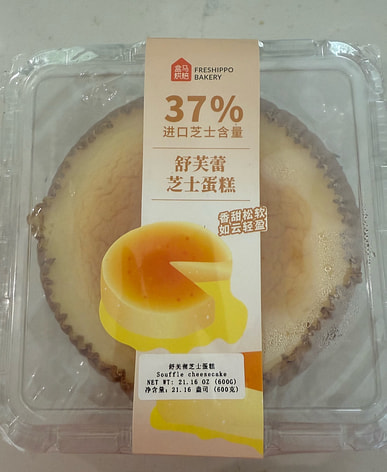 盒马
烘焙
FRESHIPPO
BAKERY
37%
进口芝士含量
舒芙蕾
芝士蛋糕
香甜松软
如云轻盈
舒芙蕾芝士蛋糕
Souffle cheesecake
NET WT: 21.16 OZ (600G)
净含量: 21.16 盎司 (600克)